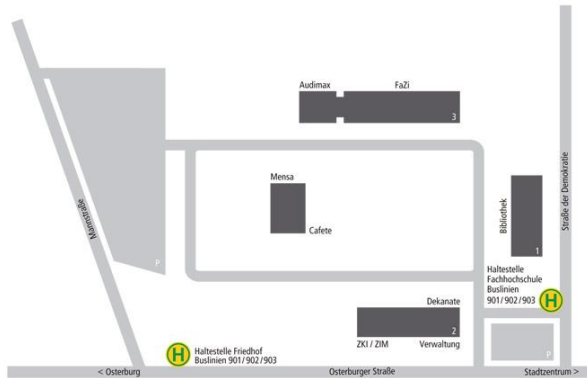 Audimax
FaZi
3
Mannstraße
Mensa
Cafete
Bibliothek
1
Straße der Demokratie
P
Haltestelle
Fachhochschule
Buslinien
901/902/903
H
Dekanate
2
ZKI / ZIM
Verwaltung
P
H
Haltestelle Friedhof
Buslinien 901/902/903
< Osterburg
Osterburger Straße
Stadtzentrum >